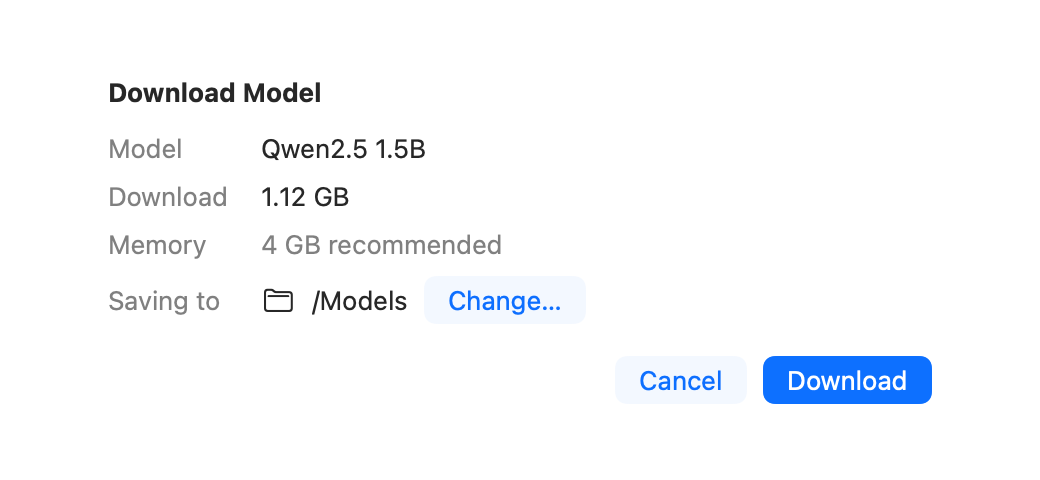 Download Model
Model Qwen2.5 1.5B
Download 1.12 GB
Memory 4 GB recommended
Saving to /Models Change...
Cancel Download